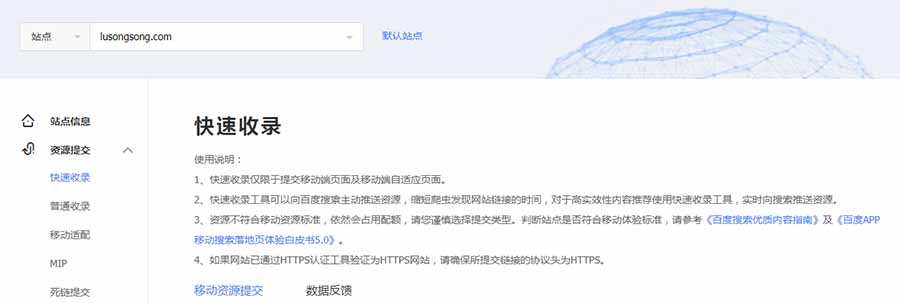 站点 lusongsong.com 默认站点
站点信息
资源提交
快速收录
普通收录
移动适配
MIP
死链提交
快速收录
使用说明：
1、快速收录仅限于提交移动端页面及移动端自适应页面。
2、快速收录工具可以向百度搜索主动推送资源，缩短爬虫发现网站链接的时间，对于高实效性内容推荐使用快速收录工具，实时向搜索推送资源。
3、资源不符合移动资源标准，依然会占用配额，请您谨慎选择提交类型。判断站点是否符合移动体验标准，请参考《百度搜索优质内容指南》及《百度APP
移动搜索落地页体验白皮书5.0》。
4、如果网站已通过HTTPS认证工具验证为HTTPS网站，请确保所提交链接的协议头为HTTPS。
移动资源提交 数据反馈